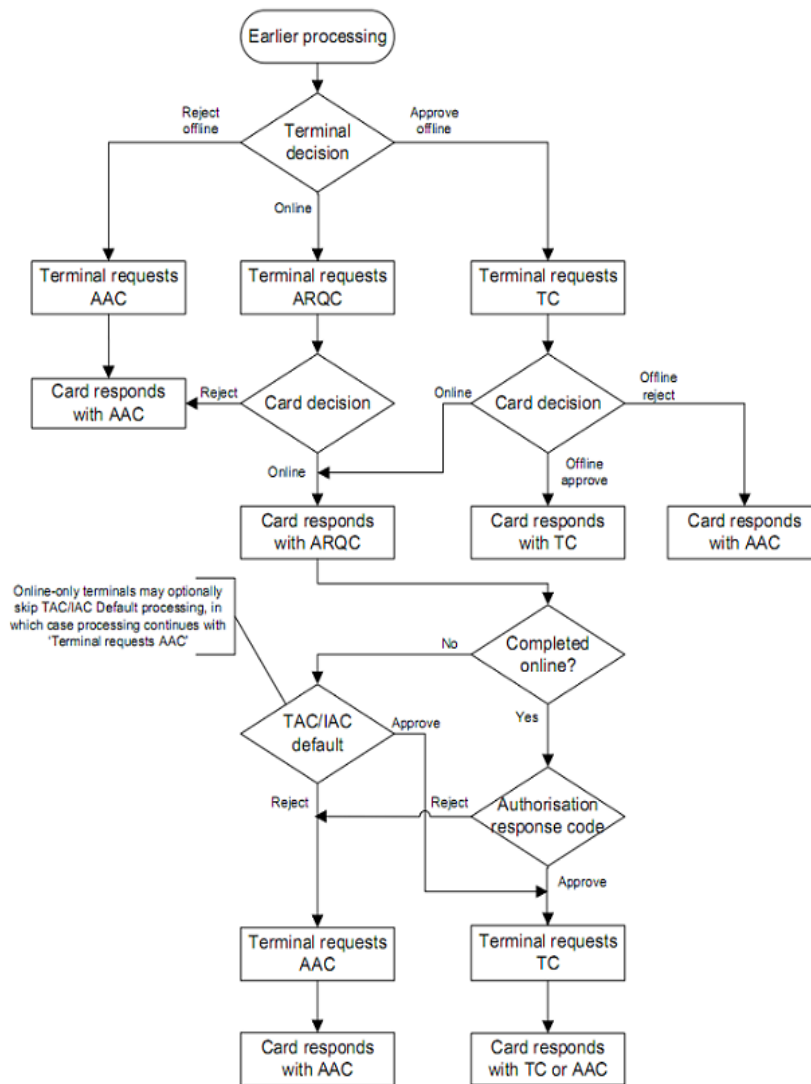 Earlier processing
Reject
offline
Approve
offline
Terminal
decision
Online
Terminal requests
AAC
Terminal requests
ARQC
Terminal requests
TC
Card responds
with AAC
Reject
Card decision
Online
Card decision
Offline
reject
Online
Offline
approve
Card responds
with ARQC
Card responds
with TC
Card responds
with AAC
Online-only terminals may optionally
skip TAC/IAC Default processing, in
which case processing continues with
'Terminal requests AAC'
No
Completed
online?
TAC/IAC
default
Approve
Yes
Reject
Reject
Authorisation
response code
Approve
Terminal requests
AAC
Terminal requests
TC
Card responds
with AAC
Card responds
with TC or AAC